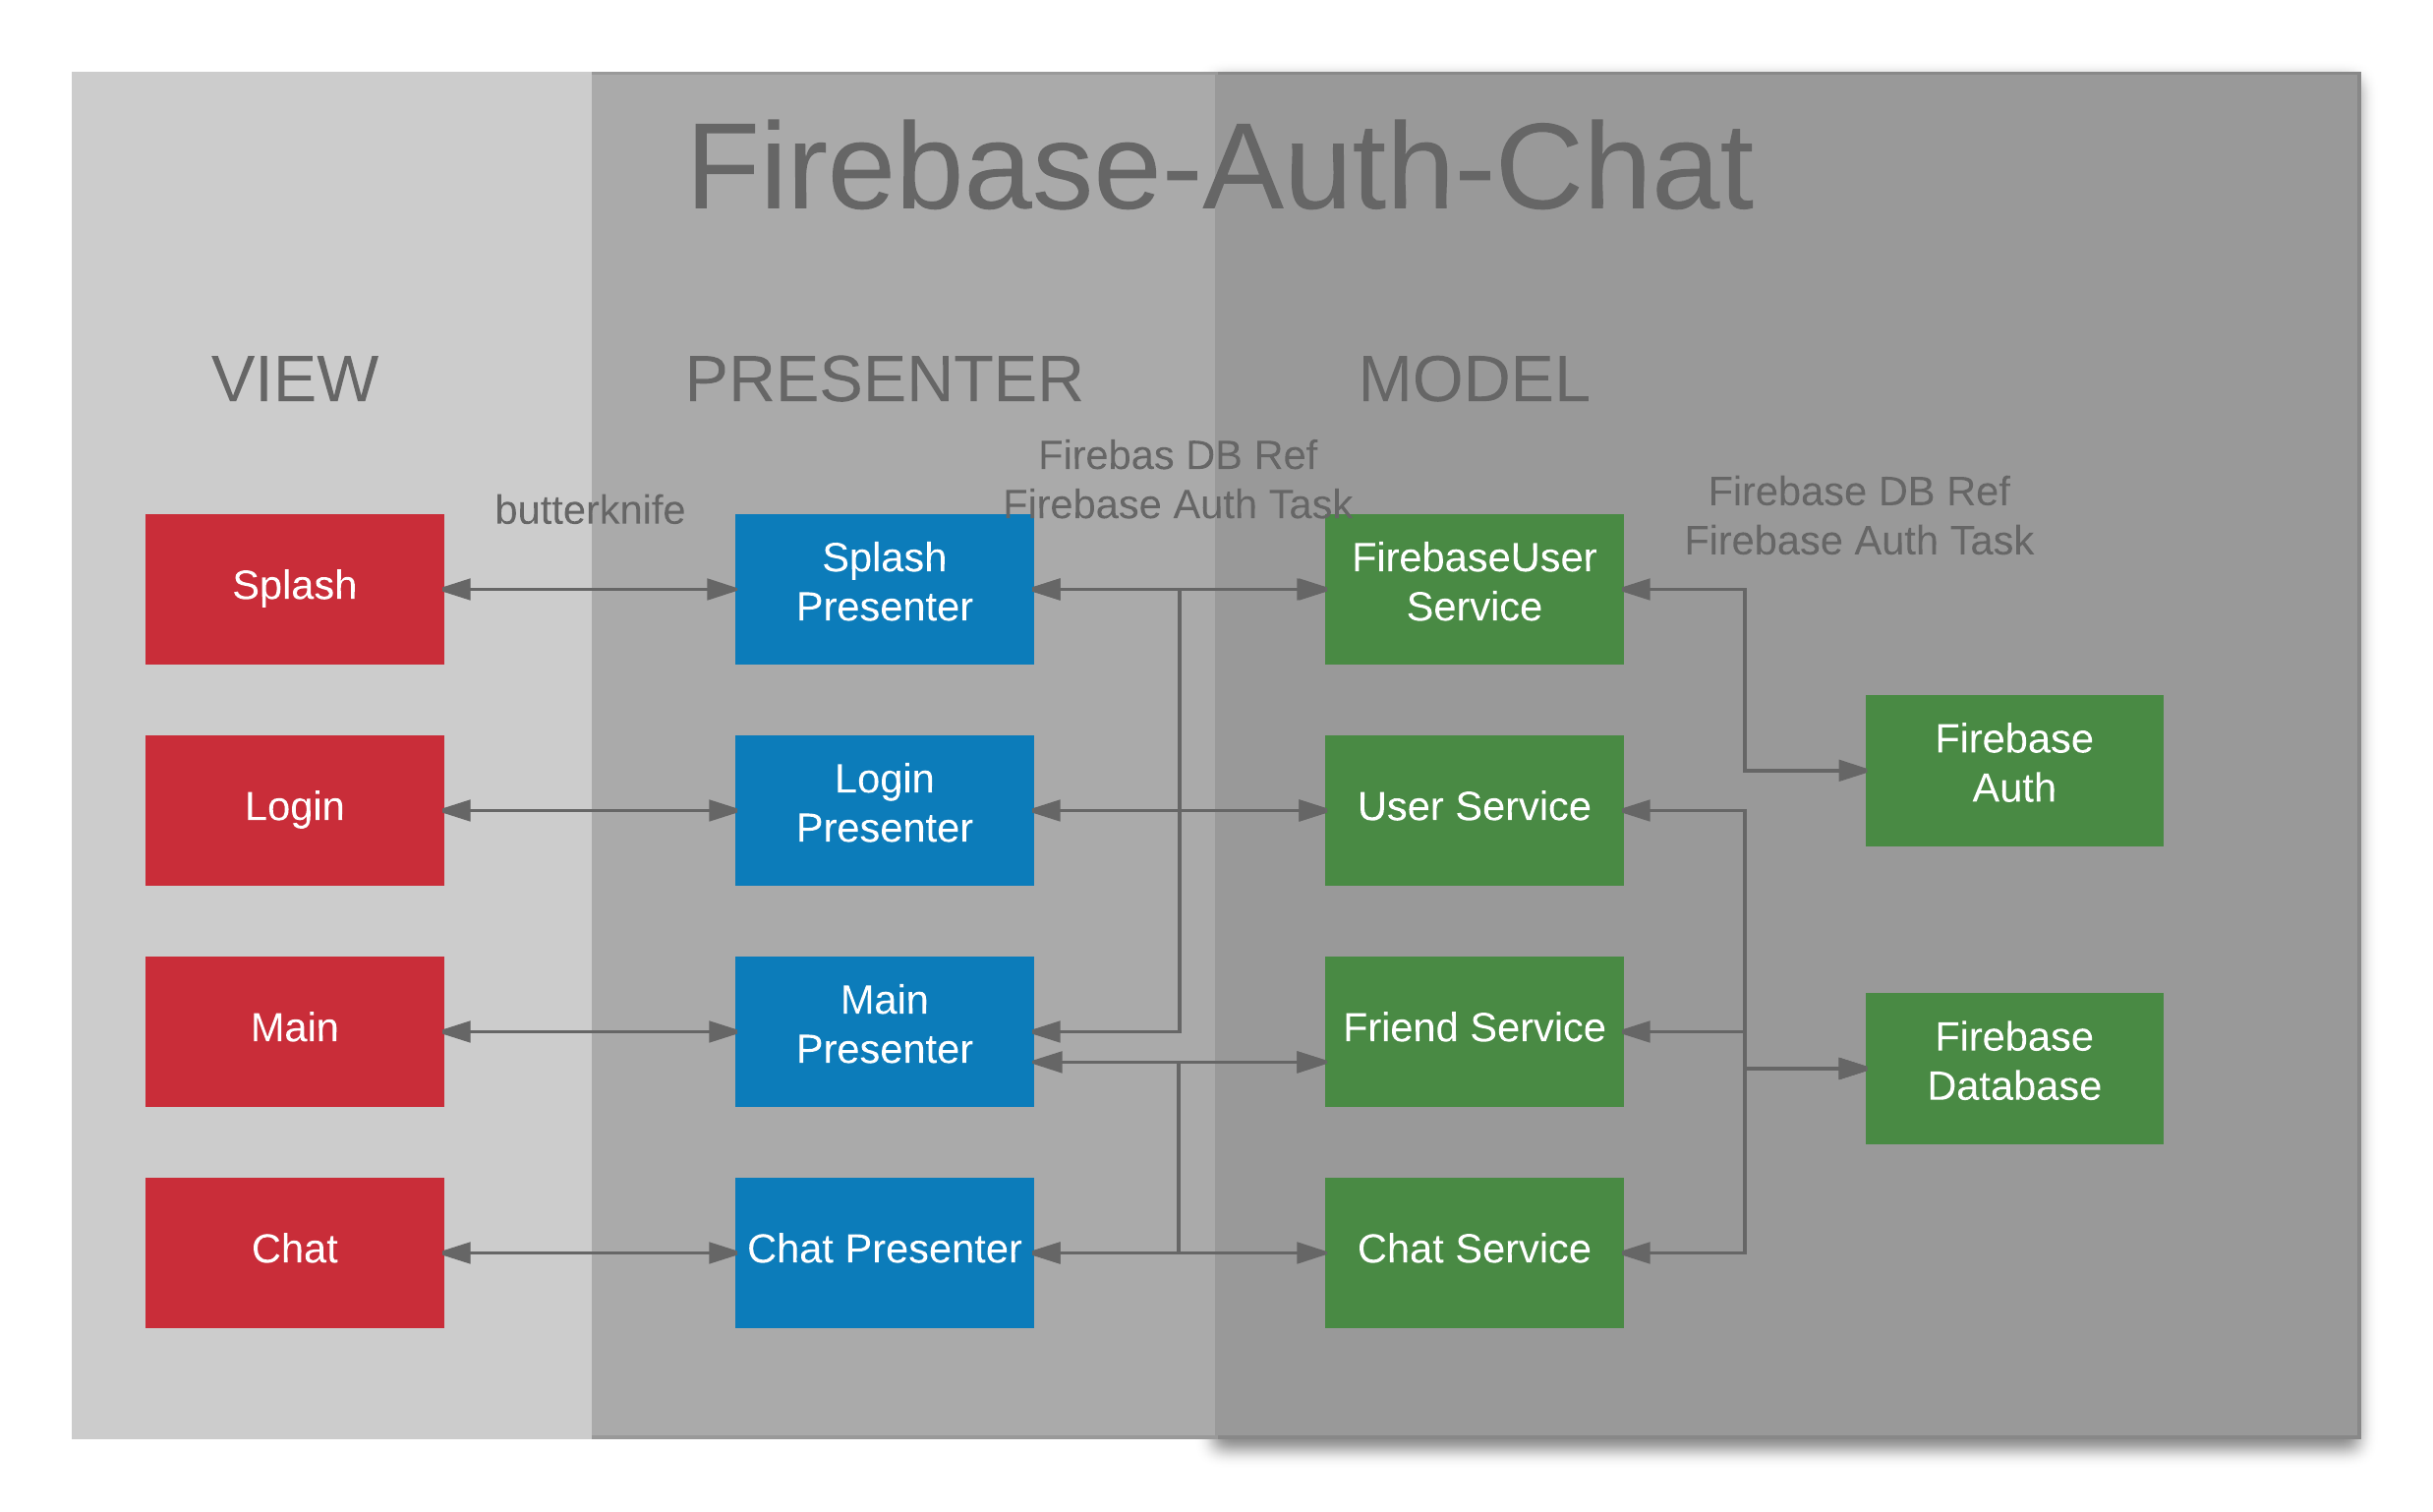 Firebase-Auth-Chat
VIEW
PRESENTER
MODEL
butterknife
Firebas DB Ref
Firebase Auth Task
Firebase DB Ref
Firebase Auth Task
Splash
Splash
Presenter
FirebaseUser
Service
Firebase
Auth
Login
Login
Presenter
User Service
Main
Main
Presenter
Friend Service
Firebase
Database
Chat
Chat Presenter
Chat Service